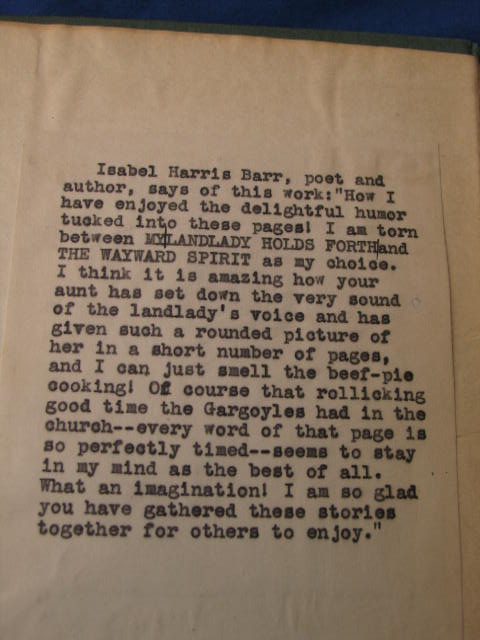 Isabel Harris Barr, poet and
author, says of this work:"How I
have enjoyed the delightful humor
tucked into these pages! I am torn
between MY LANDLADY HOLDS FORTH and
THE WAYWARD SPIRIT as my choice.
I think it is amazing how your
aunt has set down the very sound
of the landlady's voice and has
given such a rounded picture of
her in a short number of pages,
and I can just smell the beef-pie
cooking! Of course that rollicking
good time the Gargoyles had in the
church--every word of that page is
so perfectly timed--seems to stay
in my mind as the best of all.
What an imagination! I am so glad
you have gathered these stories
together for others to enjoy."